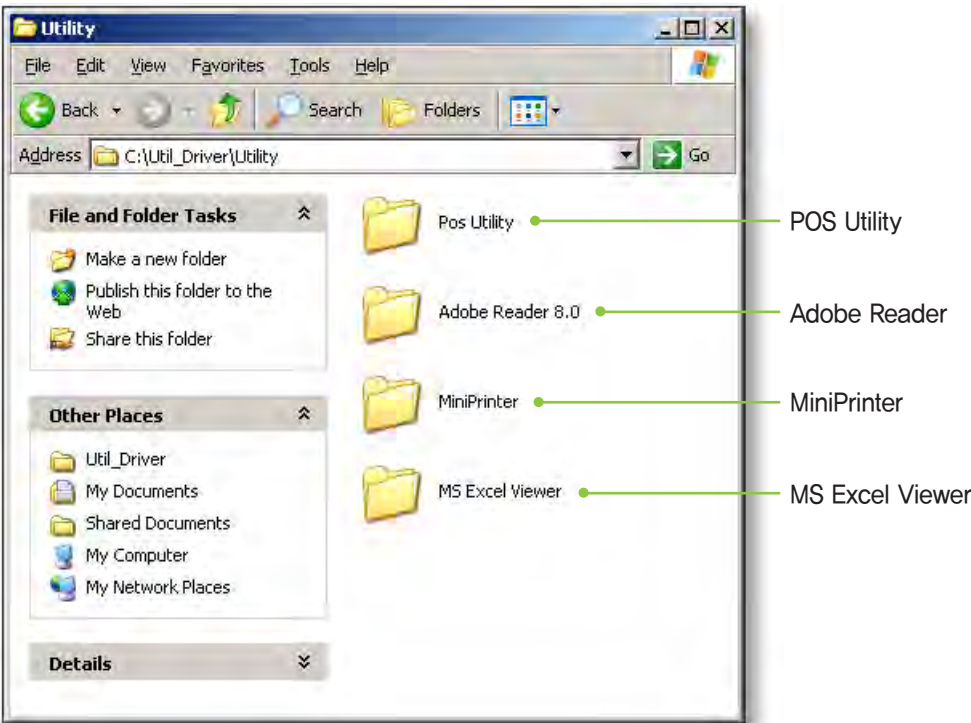 Utility
File Edit View Favorites Tools Help
Back Search Folders
Address C:\Util_Driver\Utility Go
File and Folder Tasks
Make a new folder
Publish this folder to the
Web
Share this folder
Other Places
Util_Driver
My Documents
Shared Documents
My Computer
My Network Places
Details
Pos Utility
Adobe Reader 8.0
MiniPrinter
MS Excel Viewer
POS Utility
Adobe Reader
MiniPrinter
MS Excel Viewer